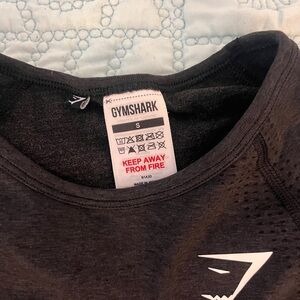 GYMSHARK
S
KEEP AWAY
FROM FIRE